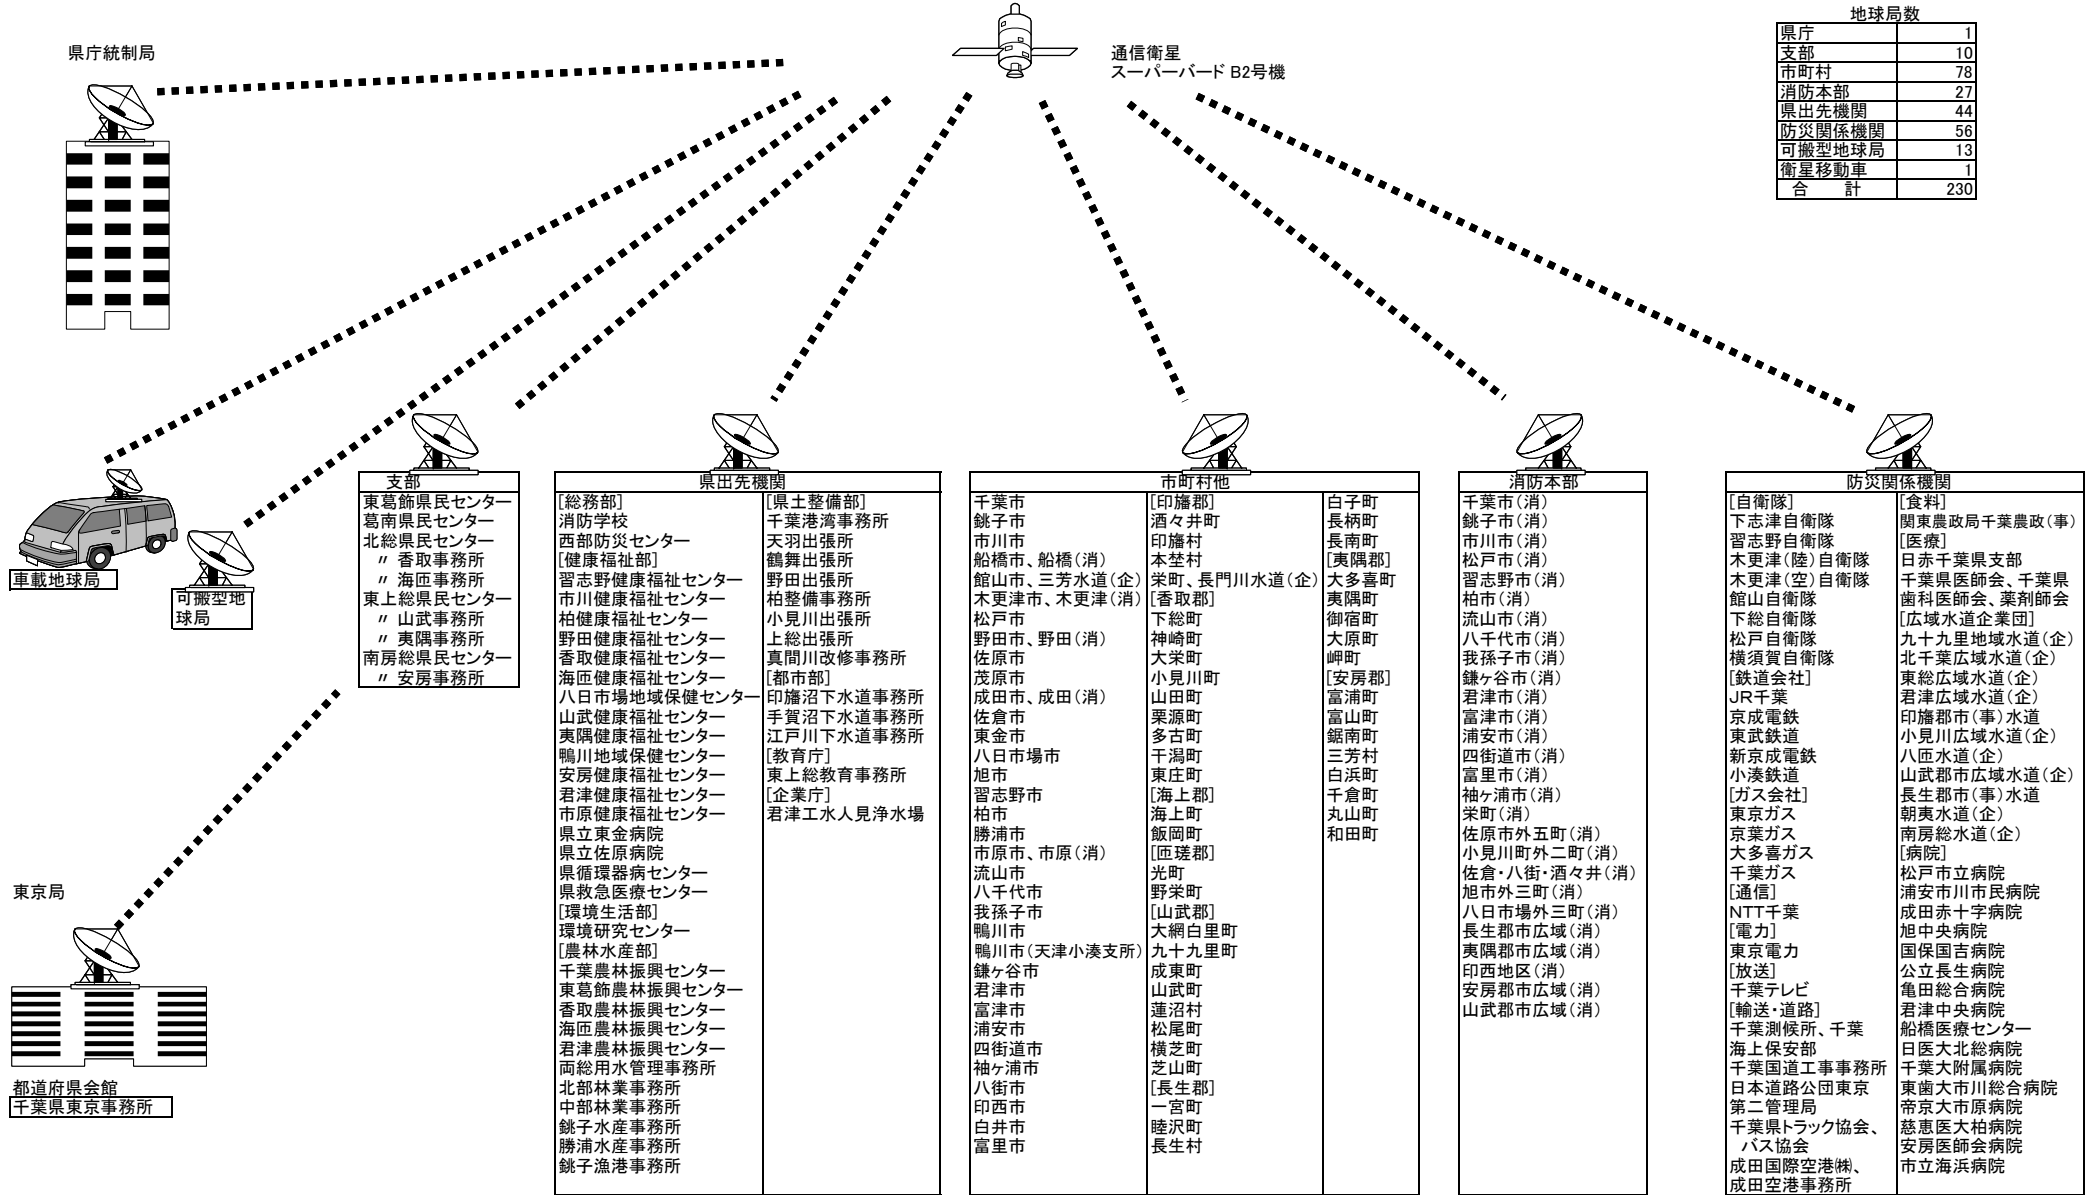 県庁統制局
通信衛星
スーパーバード B2号機
地球局数
県庁 1
支部 10
市町村 78
消防本部 27
県出先機関 44
防災関係機関 56
可搬型地球局 13
衛星移動車 1
合 計 230
車載地球局
可搬型地
球局
東京局
都道府県会館
千葉県東京事務所
支部
東葛飾県民センター
葛南県民センター
北総県民センター
〃 香取事務所
〃 海匝事務所
東上総県民センター
〃 山武事務所
〃 夷隅事務所
南房総県民センター
〃 安房事務所
県出先機関
[総務部]
消防学校
西部防災センター
[健康福祉部]
習志野健康福祉センター
市川健康福祉センター
柏健康福祉センター
野田健康福祉センター
香取健康福祉センター
海匝健康福祉センター
八日市場地域保健センター
山武健康福祉センター
夷隅健康福祉センター
鴨川地域保健センター
安房健康福祉センター
君津健康福祉センター
市原健康福祉センター
県立東金病院
県立佐原病院
県循環器病センター
県救急医療センター
[環境生活部]
環境研究センター
[農林水産部]
千葉農林振興センター
東葛飾農林振興センター
香取農林振興センター
海匝農林振興センター
君津農林振興センター
両総用水管理事務所
北部林業事務所
中部林業事務所
銚子水産事務所
勝浦水産事務所
銚子漁港事務所
[県土整備部]
千葉港湾事務所
天羽出張所
鶴舞出張所
野田出張所
柏整備事務所
小見川出張所
上総出張所
真間川改修事務所
[都市部]
印旛沼下水道事務所
手賀沼下水道事務所
江戸川下水道事務所
[教育庁]
東上総教育事務所
[企業庁]
君津工水人見浄水場
市町村他
千葉市
銚子市
市川市
船橋市、船橋(消)
館山市、三芳水道(企)
木更津市、木更津(消)
松戸市
野田市、野田(消)
佐原市
茂原市
成田市、成田(消)
佐倉市
東金市
八日市場市
旭市
習志野市
柏市
勝浦市
市原市、市原(消)
流山市
八千代市
我孫子市
鴨川市
鴨川市(天津小湊支所)
鎌ヶ谷市
君津市
富津市
浦安市
四街道市
袖ヶ浦市
八街市
印西市
白井市
富里市
[印旛郡]
酒々井町
印旛村
本埜村
栄町、長門川水道(企)
[香取郡]
下総町
神崎町
大栄町
小見川町
山田町
栗源町
多古町
干潟町
東庄町
[海上郡]
海上町
飯岡町
[匝瑳郡]
光町
野栄町
[山武郡]
大網白里町
九十九里町
成東町
山武町
蓮沼村
松尾町
横芝町
芝山町
[長生郡]
一宮町
睦沢町
長生村
白子町
長柄町
長南町
[夷隅郡]
大多喜町
夷隅町
御宿町
大原町
岬町
[安房郡]
富浦町
富山町
鋸南町
三芳村
白浜町
千倉町
丸山町
和田町
消防本部
千葉市(消)
銚子市(消)
市川市(消)
松戸市(消)
習志野市(消)
柏市(消)
流山市(消)
八千代市(消)
我孫子市(消)
鎌ヶ谷市(消)
君津市(消)
富津市(消)
浦安市(消)
四街道市(消)
富里市(消)
袖ヶ浦市(消)
栄町(消)
佐原市外五町(消)
小見川町外二町(消)
佐倉・八街・酒々井(消)
旭市外三町(消)
八日市場外三町(消)
長生郡市広域(消)
夷隅郡市広域(消)
印西地区(消)
安房郡市広域(消)
山武郡市広域(消)
防災関係機関
[自衛隊]
下志津自衛隊
習志野自衛隊
木更津(陸)自衛隊
木更津(空)自衛隊
館山自衛隊
下総自衛隊
松戸自衛隊
横須賀自衛隊
[鉄道会社]
JR千葉
京成電鉄
東武鉄道
新京成電鉄
小湊鉄道
[ガス会社]
東京ガス
京葉ガス
大多喜ガス
千葉ガス
[通信]
NTT千葉
[電力]
東京電力
[放送]
千葉テレビ
[輸送・道路]
千葉測候所、千葉
海上保安部
千葉国道工事事務所
日本道路公団東京
第二管理局
千葉県トラック協会、
バス協会
成田国際空港㈱、
成田空港事務所
[食料]
関東農政局千葉農政(事)
[医療]
日赤千葉県支部
千葉県医師会、千葉県
歯科医師会、薬剤師会
[広域水道企業団]
九十九里地域水道(企)
北千葉広域水道(企)
東総広域水道(企)
君津広域水道(企)
印旛郡市(事)水道
小見川広域水道(企)
八匝水道(企)
山武郡市広域水道(企)
長生郡市(事)水道
朝夷水道(企)
南房総水道(企)
[病院]
松戸市立病院
浦安市川市民病院
成田赤十字病院
旭中央病院
国保国吉病院
公立長生病院
亀田総合病院
君津中央病院
船橋医療センター
日医大北総病院
千葉大附属病院
東歯大市川総合病院
帝京大市原病院
慈恵医大柏病院
安房医師会病院
市立海浜病院